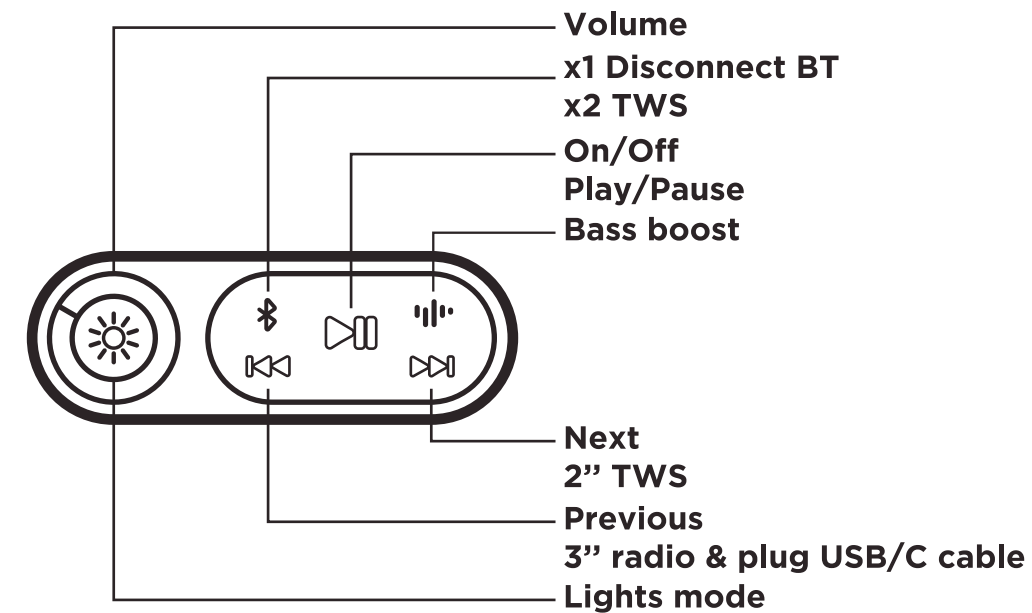 Volume
x1 Disconnect BT
x2 TWS
On/Off
Play/Pause
Bass boost
Next
2’’ TWS
Previous
3’’ radio & plug USB/C cable
Lights mode